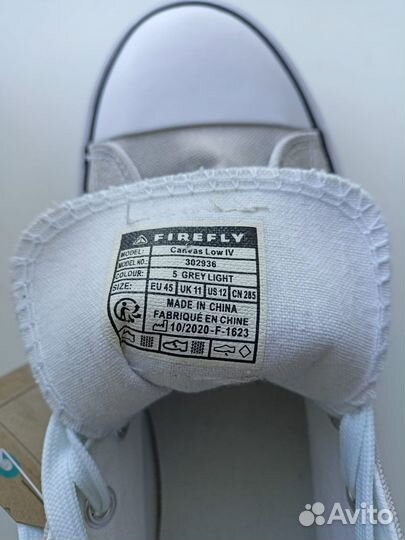 FIREFLY
MODEL: Canvas Low IV
MODEL NO.: 302936
COLOUR: 5 GREY LIGHT
SIZE: EU 45 UK 11 US 12 CN 285
MADE IN CHINA
FABRIQUÉ EN CHINE
10/2020-F-1623
Avito